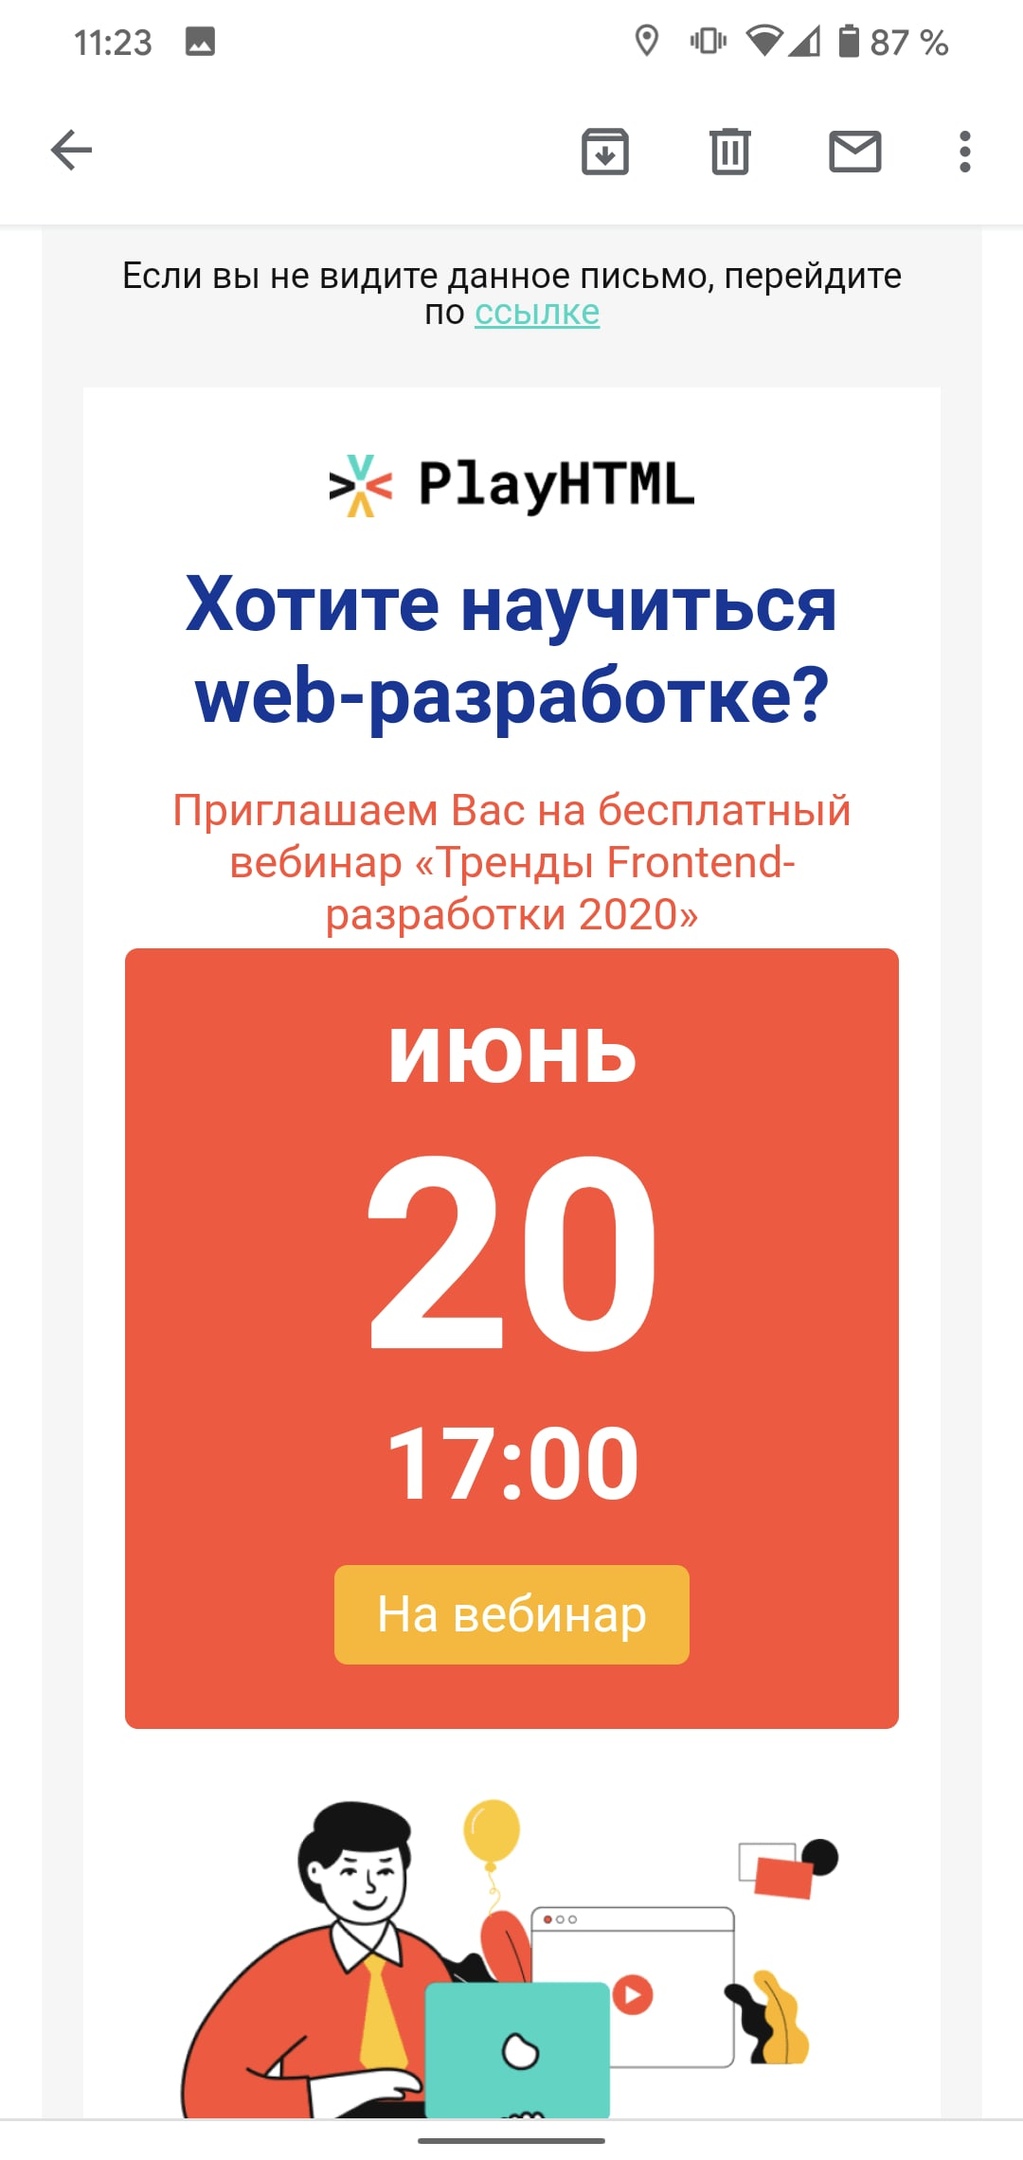 11:23
87 %
Если вы не видите данное письмо, перейдите
по ссылке
PlayHTML
Хотите научиться
web-разработке?
Приглашаем Вас на бесплатный
вебинар «Тренды Frontend-
разработки 2020»
июнь
20
17:00
На вебинар